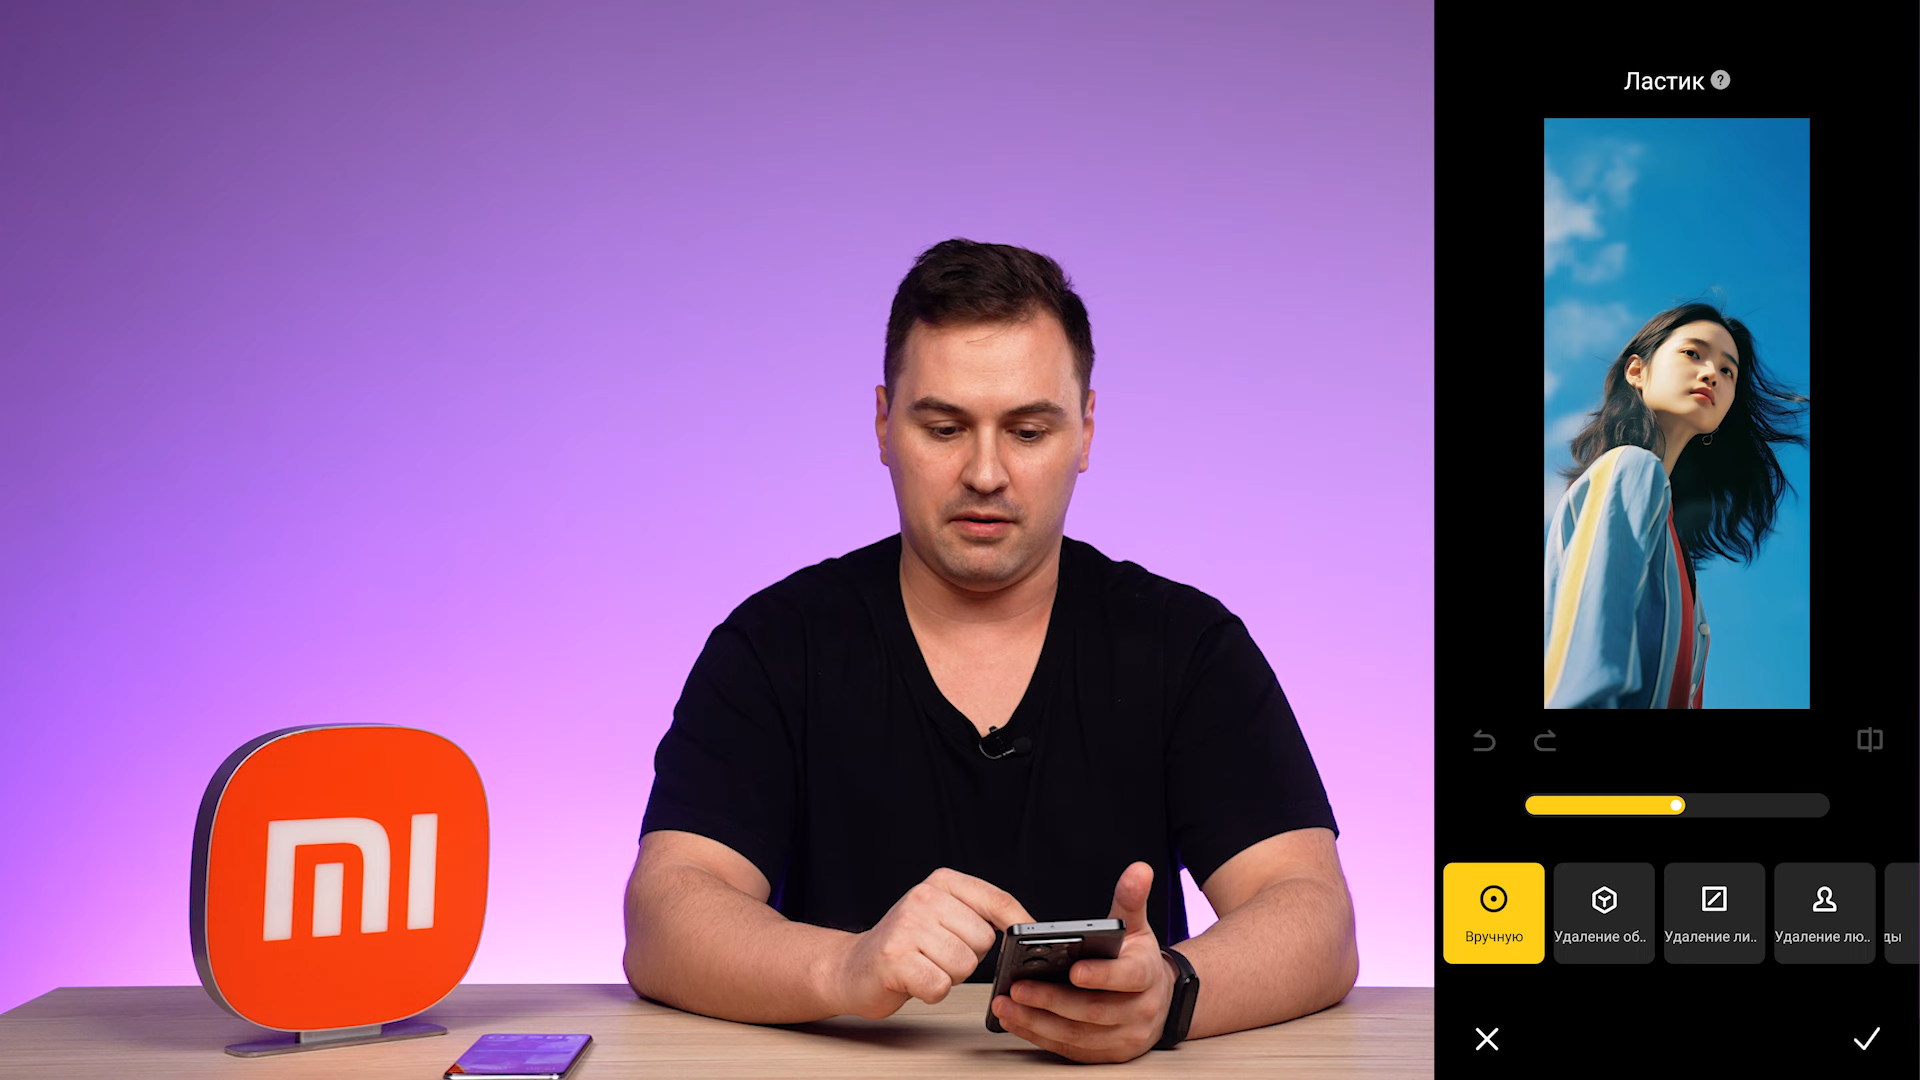 mi
Ластик ?
Вручную
Удаление об..
Удаление ли..
Удаление лю..
ды